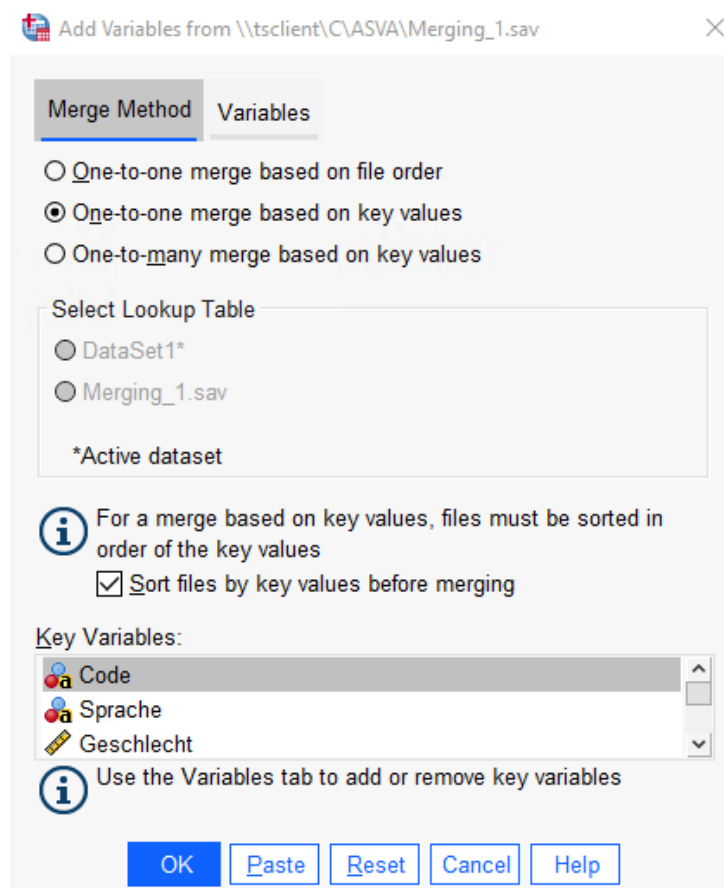 Add Variables from \\tsclient\C\ASVA\Merging_1.sav
Merge Method Variables
One-to-one merge based on file order
One-to-one merge based on key values
One-to-many merge based on key values
Select Lookup Table
DataSet1*
Merging_1.sav
*Active dataset
For a merge based on key values, files must be sorted in
order of the key values
Sort files by key values before merging
Key Variables:
a Code
a Sprache
Geschlecht
Use the Variables tab to add or remove key variables
OK Paste Reset Cancel Help